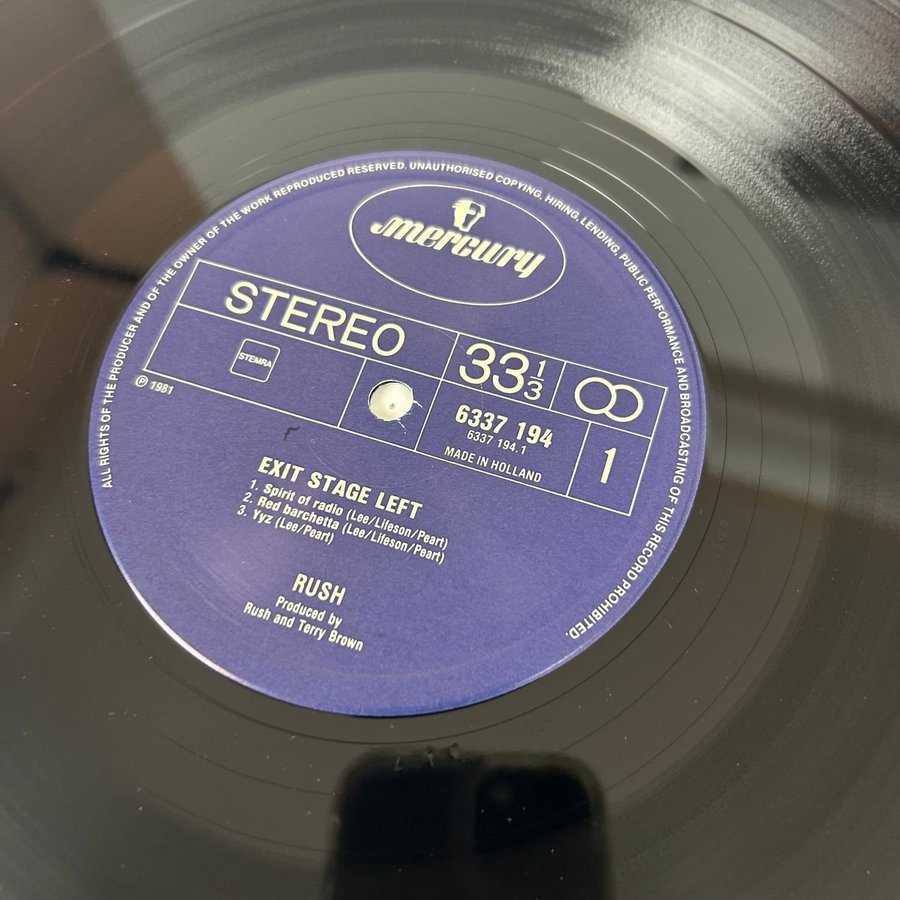 ALL RIGHTS OF THE PRODUCER AND OF THE OWNER OF THE WORK REPRODUCED RESERVED. UNAUTHORISED COPYING, HIRING, LENDING, PUBLIC PERFORMANCE AND BROADCASTING OF THIS RECORD PROHIBITED.
mercury
STEREO
33 1/3
STEMRA
6337 194
6337 194.1
MADE IN HOLLAND
1
℗ 1981
EXIT STAGE LEFT
1. Spirit of radio (Lee/Lifeson/Peart)
2. Red barchetta (Lee/Lifeson/Peart)
3. Yyz (Lee/Peart)
RUSH
Produced by
Rush and Terry Brown